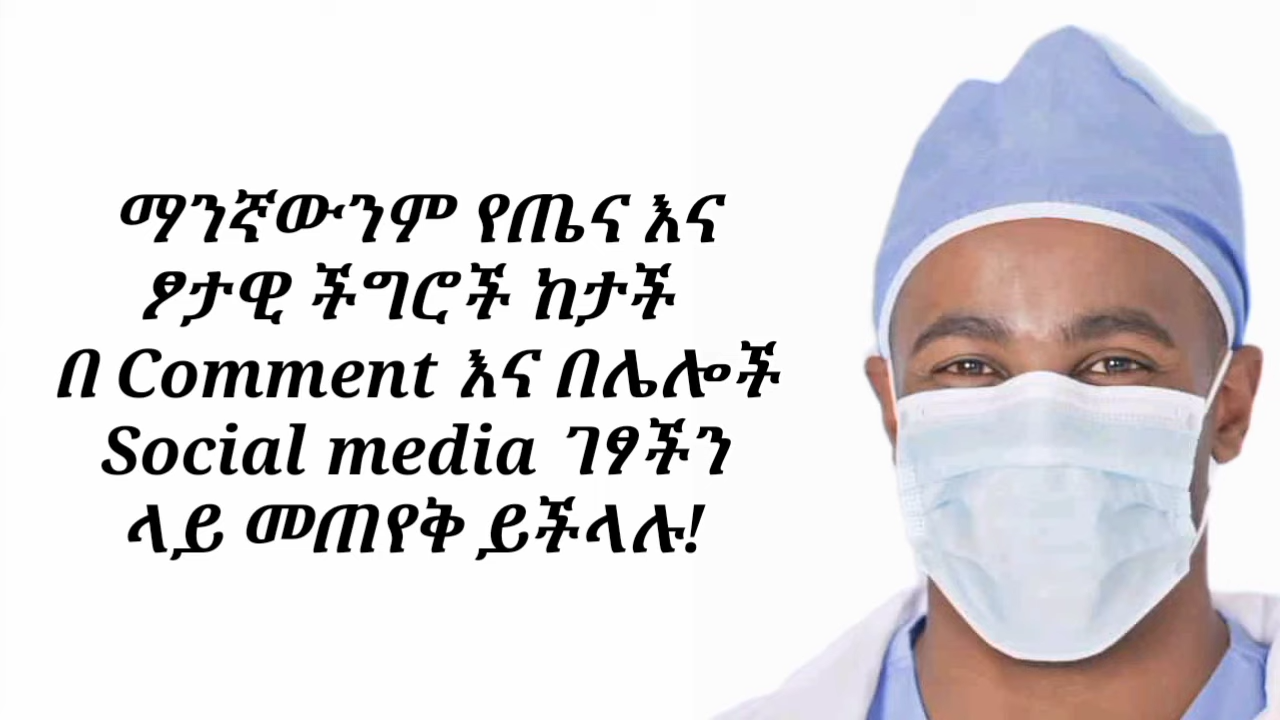 ማንኛውንም የጤና እና
ፆታዊ ችግሮች ከታች
በ Comment እና በሌሎች
Social media ገፃችን
ላይ መጠየቅ ይችላሉ!